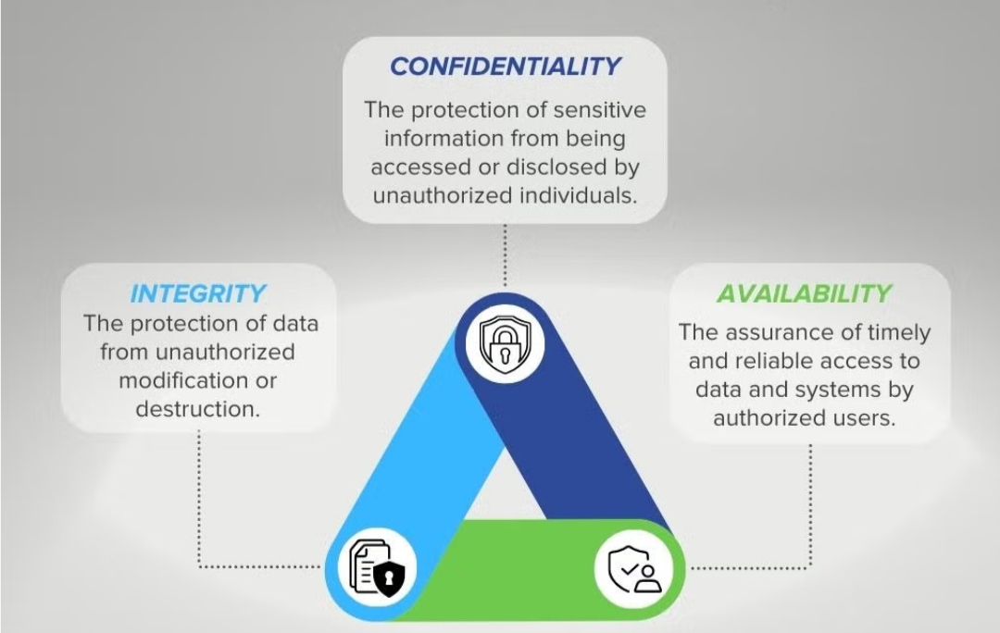 CONFIDENTIALITY
The protection of sensitive
information from being
accessed or disclosed by
unauthorized individuals.
INTEGRITY
The protection of data
from unauthorized
modification or
destruction.
AVAILABILITY
The assurance of timely
and reliable access to
data and systems by
authorized users.